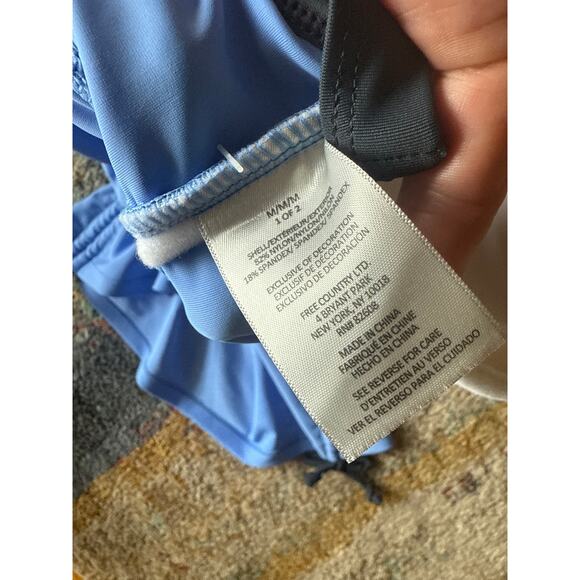 M/M/M
1 OF 2
SHELL/EXTÉRIEUR/EXTERIOR
82% NYLON/NYLON/NYLON
18% SPANDEX/ SPANDEX/ SPANDEX
EXCLUSIVE OF DECORATION
EXCLUSIF DE DECORATION
EXCLUSIÓN DE DECORACIÓN
FREE COUNTRY LTD.
4 BRYANT PARK
NEW YORK, NY 10018
RN# 82608
MADE IN CHINA
FABRIQUÉ EN CHINE
HECHO EN CHINA
SEE REVERSE FOR CARE
D'ENTRETIEN AU VERSO
VER EL REVERSO PARA EL CUIDADO